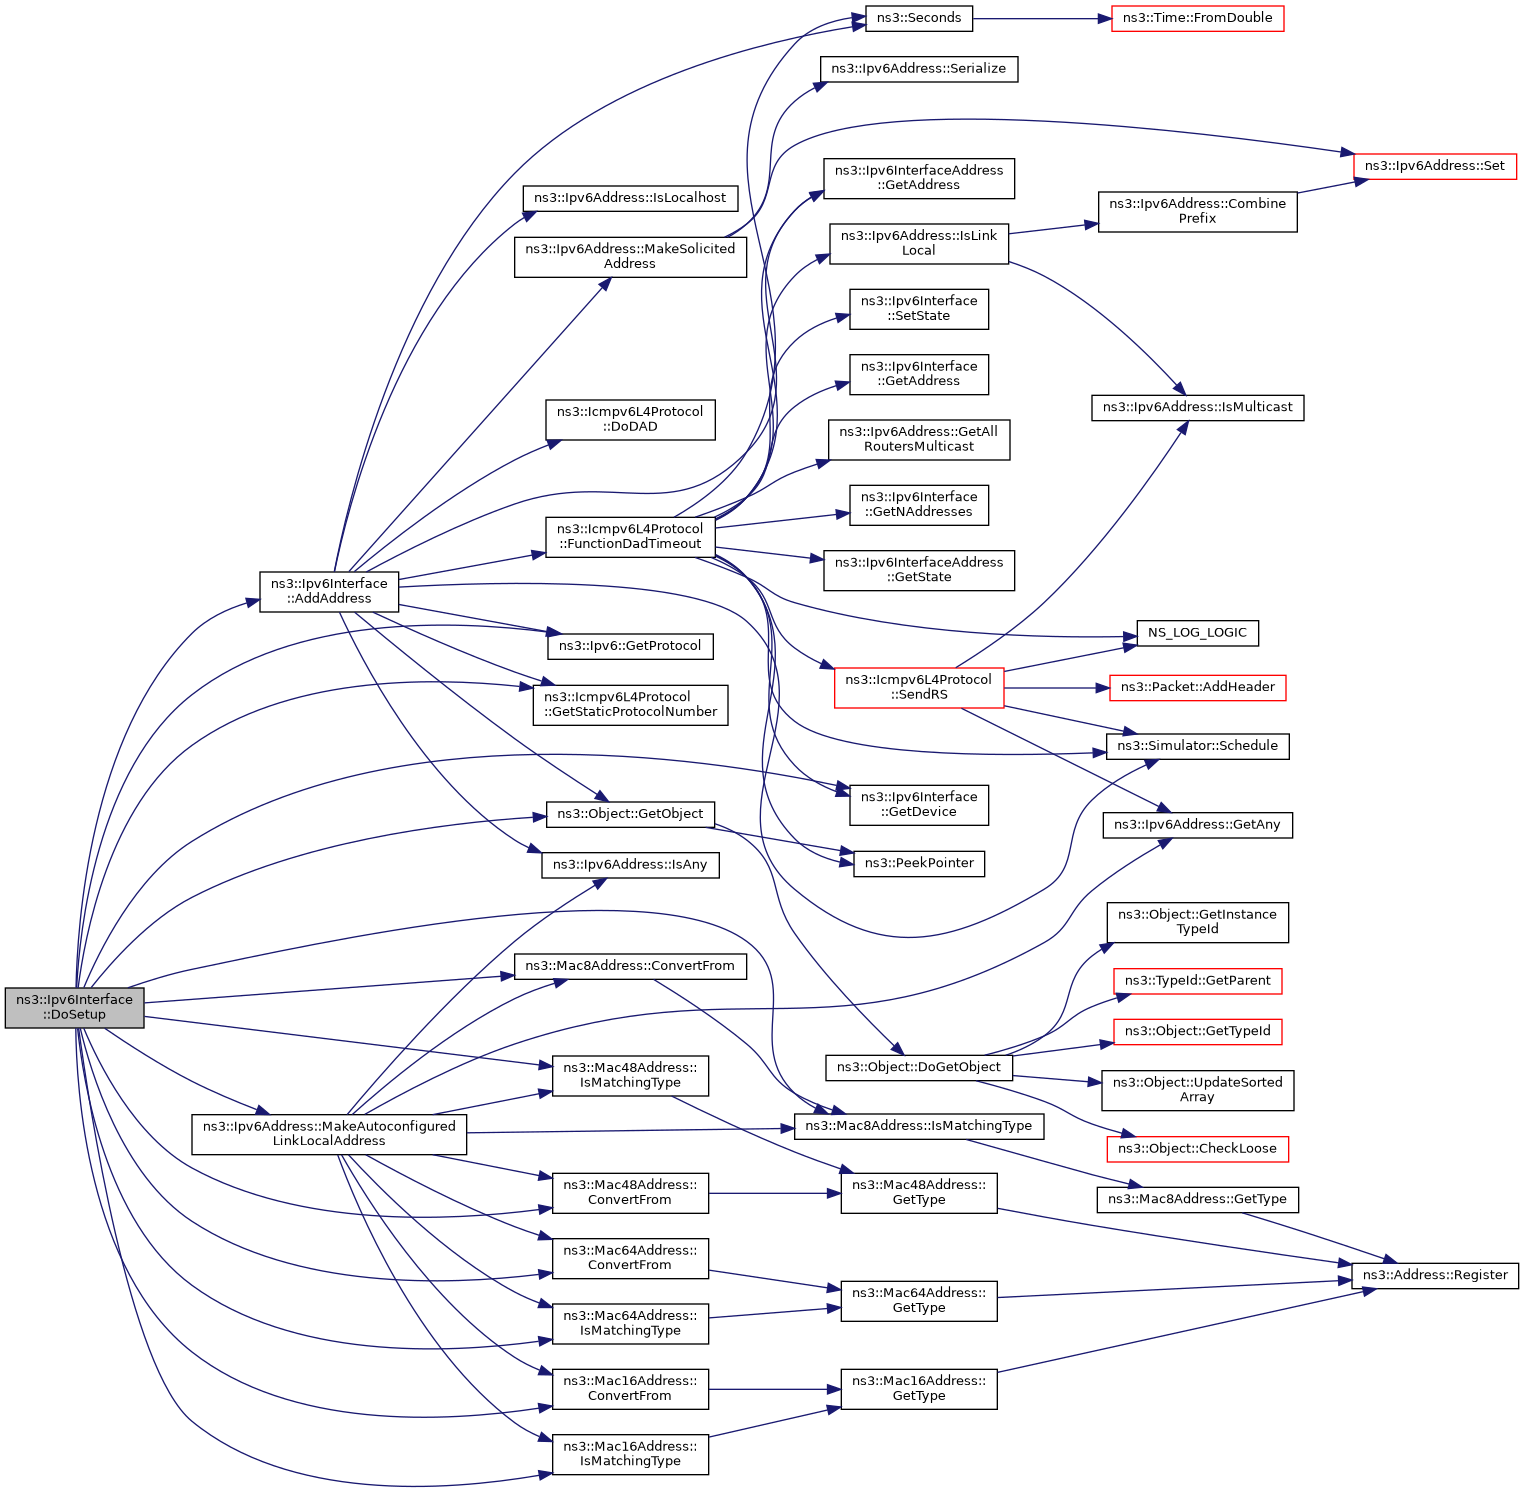 ns3::Ipv6Interface
::DoSetup
ns3::Ipv6Interface
::AddAddress
ns3::Ipv6Address::MakeAutoconfigured
LinkLocalAddress
ns3::Ipv6Address::IsLocalhost
ns3::Ipv6Address::MakeSolicited
Address
ns3::Icmpv6L4Protocol
::DoDAD
ns3::Icmpv6L4Protocol
::FunctionDadTimeout
ns3::Ipv6::GetProtocol
ns3::Icmpv6L4Protocol
::GetStaticProtocolNumber
ns3::Object::GetObject
ns3::Ipv6Address::IsAny
ns3::Mac8Address::ConvertFrom
ns3::Mac48Address::
IsMatchingType
ns3::Mac48Address::
ConvertFrom
ns3::Mac64Address::
ConvertFrom
ns3::Mac64Address::
IsMatchingType
ns3::Mac16Address::
ConvertFrom
ns3::Mac16Address::
IsMatchingType
ns3::Seconds
ns3::Ipv6Address::Serialize
ns3::Ipv6InterfaceAddress
::GetAddress
ns3::Ipv6Address::IsLink
Local
ns3::Ipv6Interface
::SetState
ns3::Ipv6Interface
::GetAddress
ns3::Ipv6Address::GetAll
RoutersMulticast
ns3::Ipv6Interface
::GetNAddresses
ns3::Ipv6InterfaceAddress
::GetState
ns3::Icmpv6L4Protocol
::SendRS
ns3::Ipv6Interface
::GetDevice
ns3::PeekPointer
ns3::Object::DoGetObject
ns3::Mac8Address::IsMatchingType
ns3::Mac48Address::
GetType
ns3::Mac64Address::
GetType
ns3::Mac16Address::
GetType
ns3::Time::FromDouble
ns3::Ipv6Address::Combine
Prefix
ns3::Ipv6Address::IsMulticast
NS_LOG_LOGIC
ns3::Packet::AddHeader
ns3::Simulator::Schedule
ns3::Ipv6Address::GetAny
ns3::Object::GetInstance
TypeId
ns3::TypeId::GetParent
ns3::Object::GetTypeId
ns3::Object::UpdateSorted
Array
ns3::Object::CheckLoose
ns3::Mac8Address::GetType
ns3::Ipv6Address::Set
ns3::Address::Register